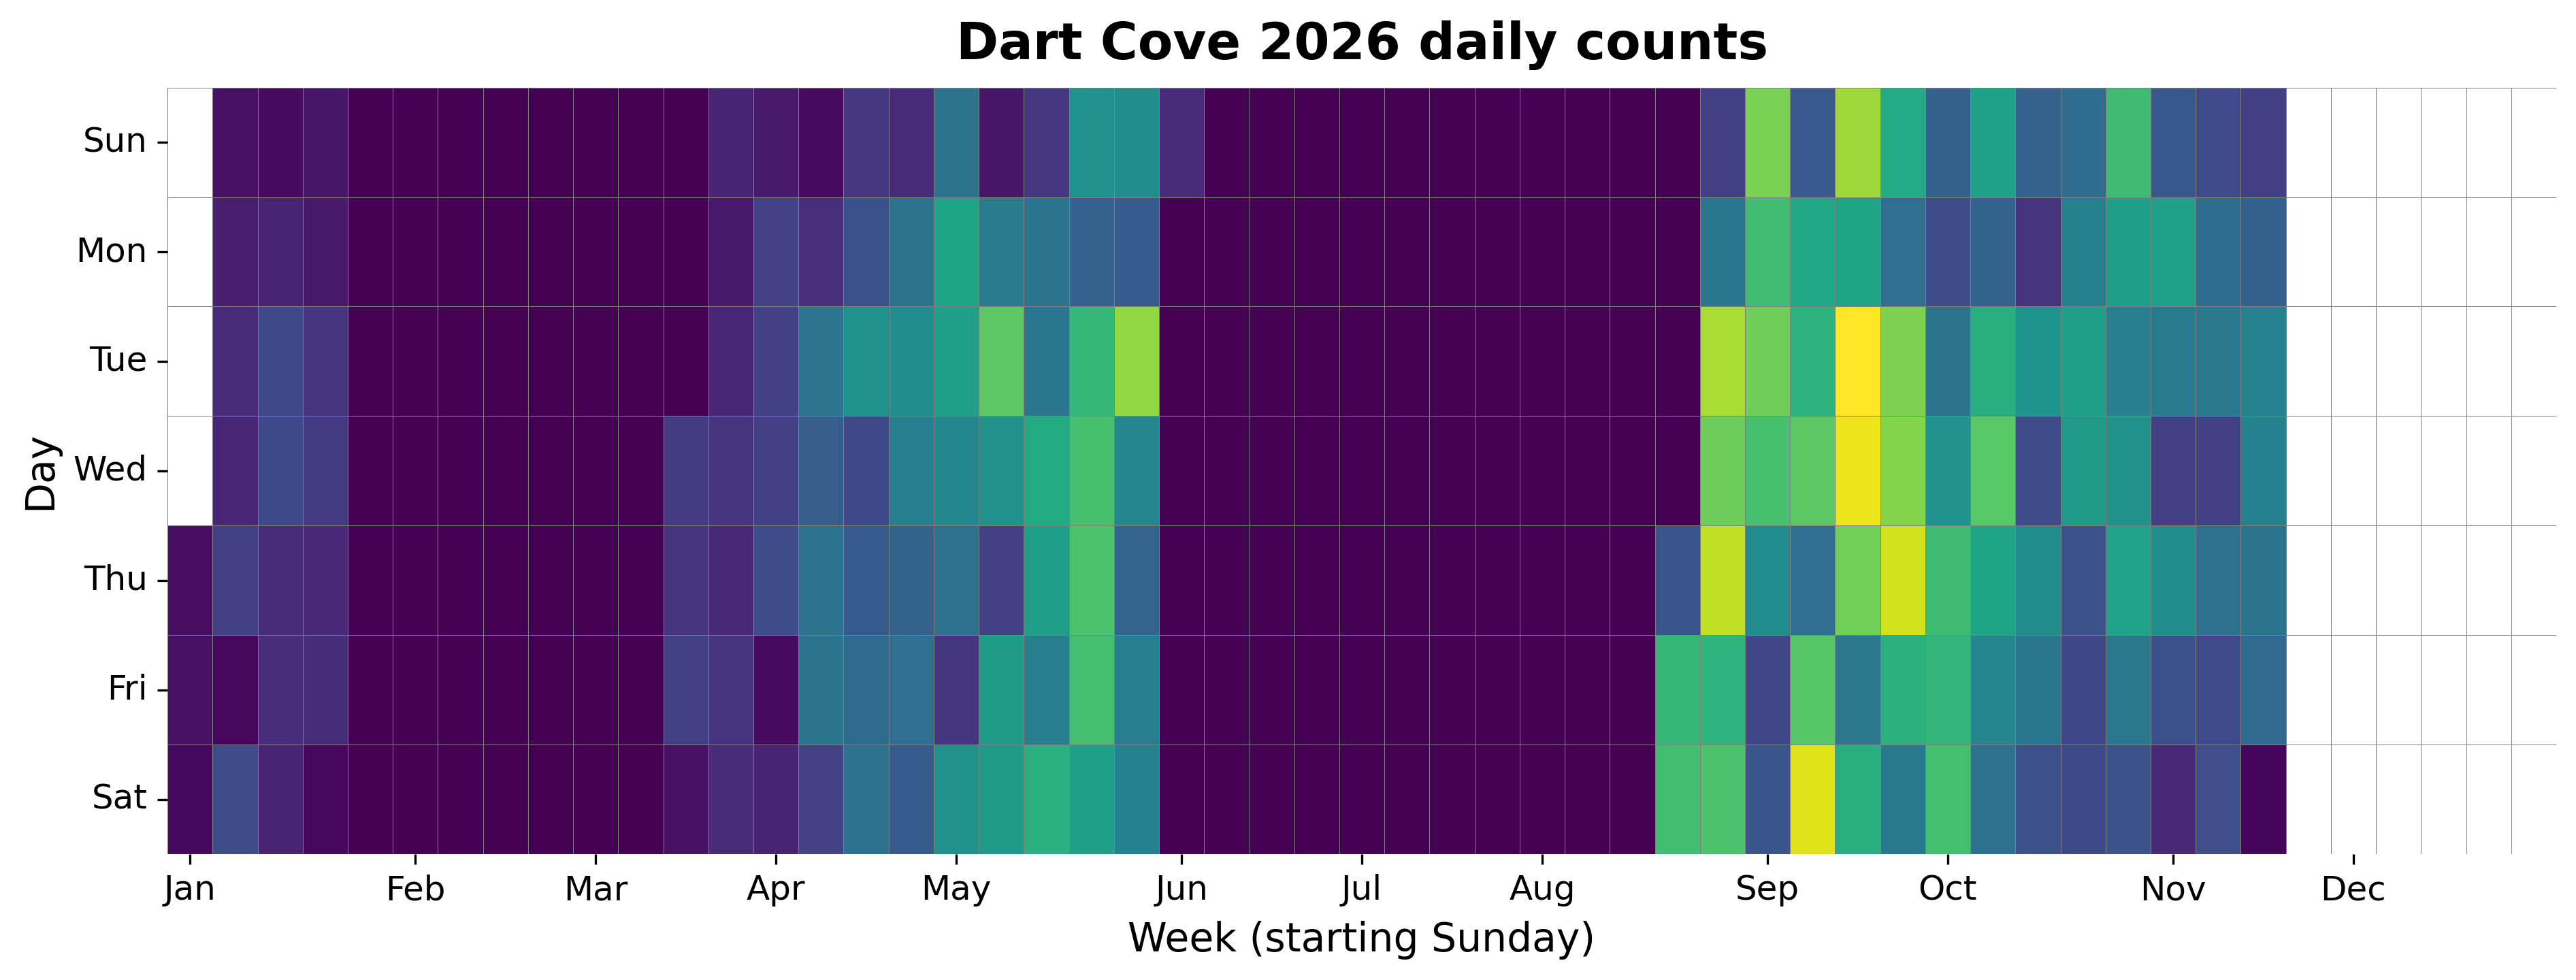 Dart Cove 2026 daily counts
Day
Sun
Mon
Tue
Wed
Thu
Fri
Sat
Jan Feb Mar Apr May Jun Jul Aug Sep Oct Nov Dec
Week (starting Sunday)